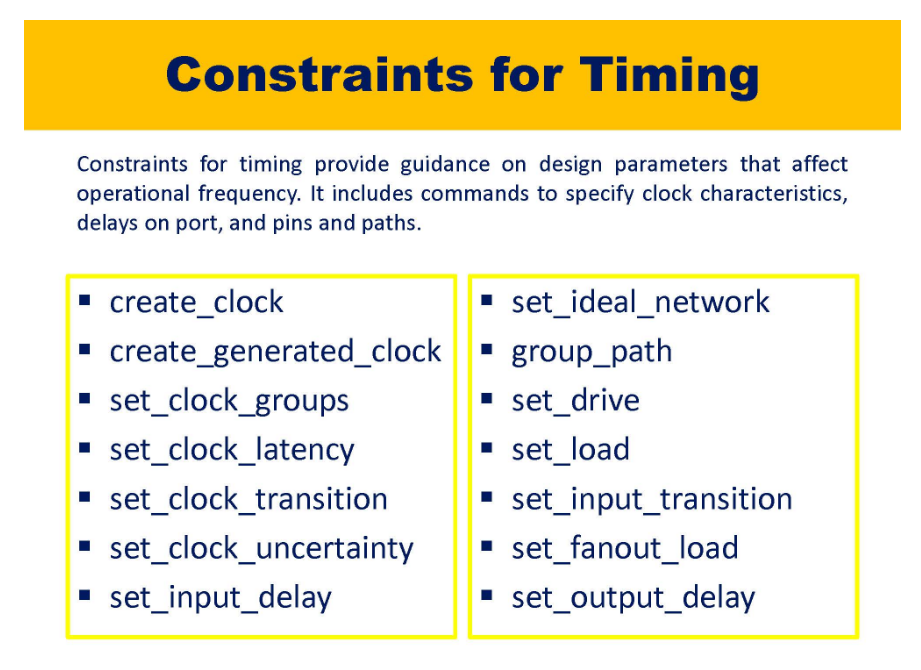 Constraints for Timing
Constraints for timing provide guidance on design parameters that affect
operational frequency. It includes commands to specify clock characteristics,
delays on port, and pins and paths.
▪ create_clock
▪ create_generated_clock
▪ set_clock_groups
▪ set_clock_latency
▪ set_clock_transition
▪ set_clock_uncertainty
▪ set_input_delay
▪ set_ideal_network
▪ group_path
▪ set_drive
▪ set_load
▪ set_input_transition
▪ set_fanout_load
▪ set_output_delay